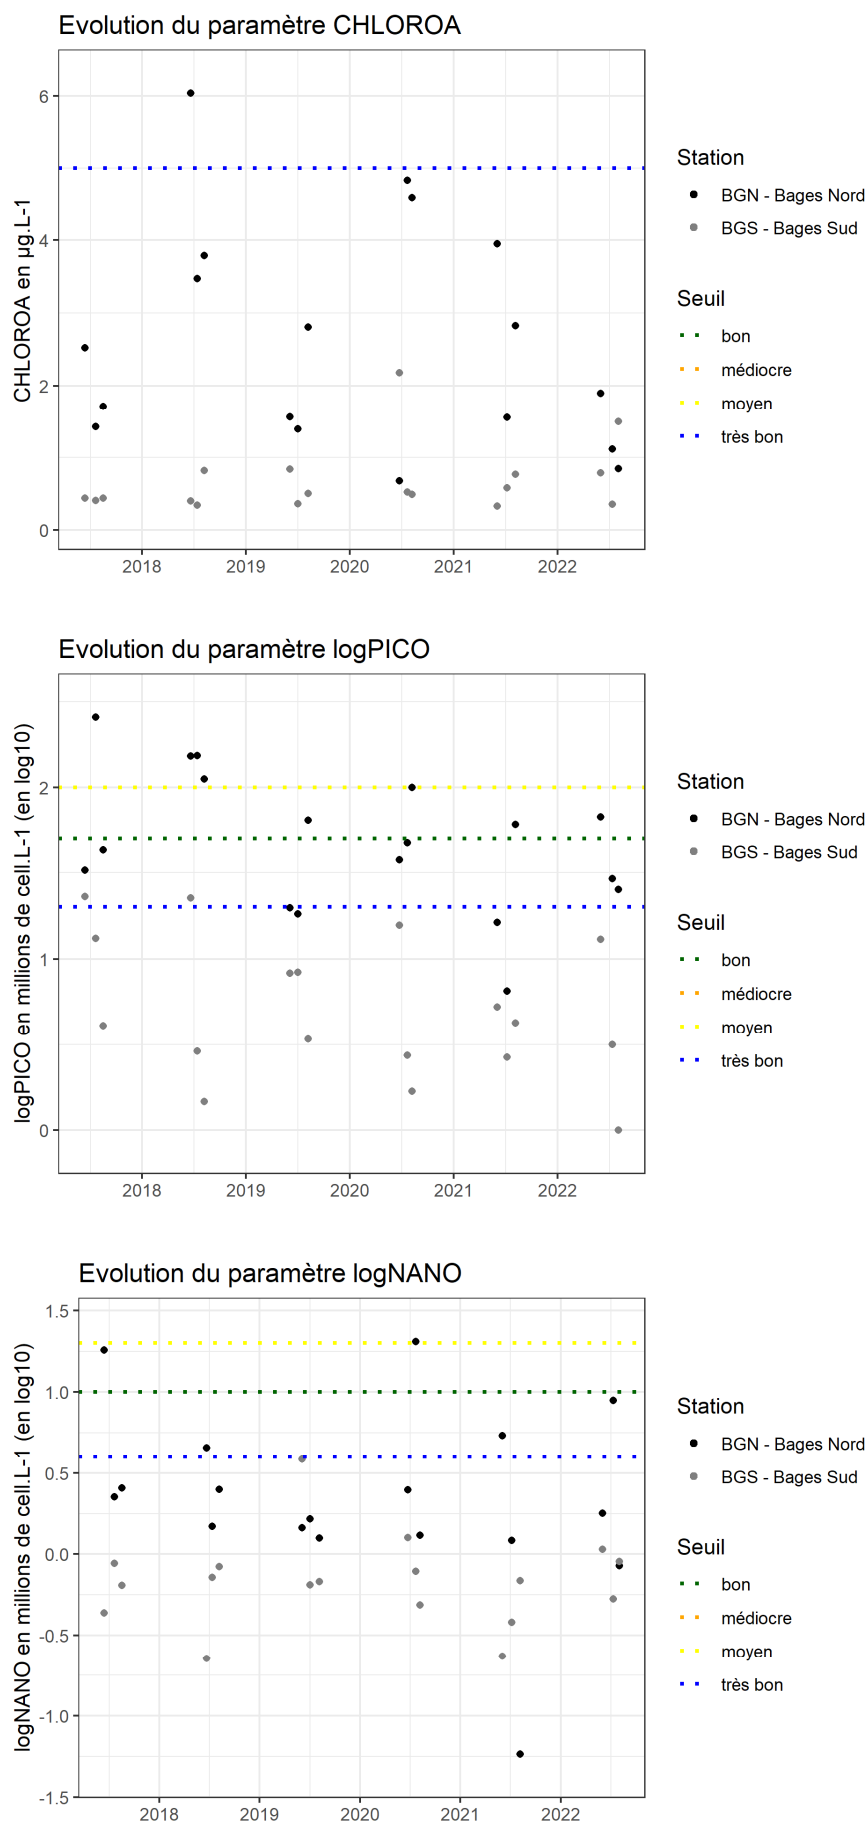 Evolution du paramètre CHLOROA
CHLOROA en µg.L-1
6
4
2
0
2018
2019
2020
2021
2022
Station
BGN - Bages Nord
BGS - Bages Sud
Seuil
bon
médiocre
moyen
très bon
Evolution du paramètre logPICO
logPICO en millions de cell.L-1 (en log10)
2
1
0
2018
2019
2020
2021
2022
Station
BGN - Bages Nord
BGS - Bages Sud
Seuil
bon
médiocre
moyen
très bon
Evolution du paramètre logNANO
logNANO en millions de cell.L-1 (en log10)
1.5
1.0
0.5
0.0
-0.5
-1.0
-1.5
2018
2019
2020
2021
2022
Station
BGN - Bages Nord
BGS - Bages Sud
Seuil
bon
médiocre
moyen
très bon